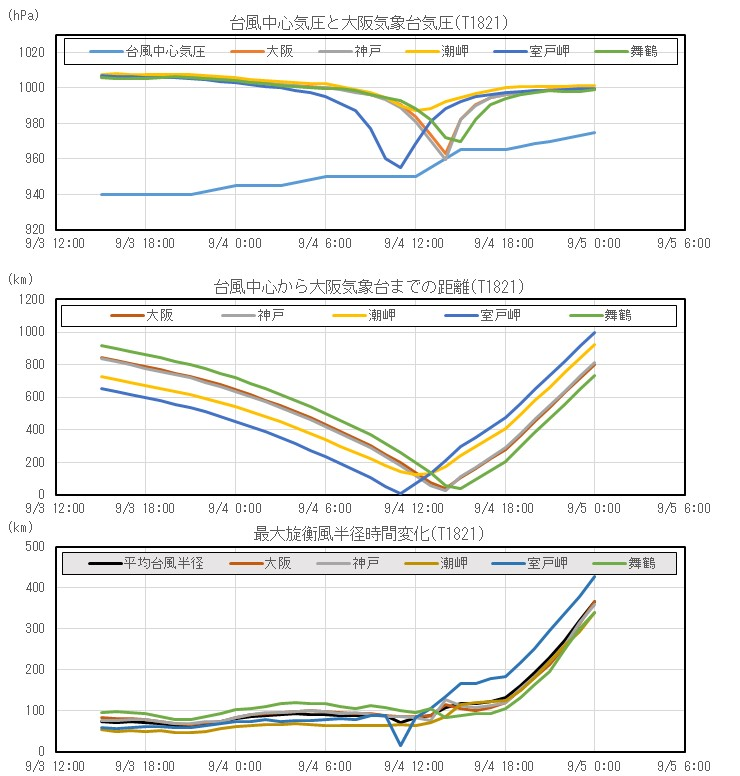 (hPa)
台風中心気圧と大阪気象台気圧(T1821)
台風中心気圧 大阪 神戸 潮岬 室戸岬 舞鶴
1020
1000
980
960
940
920
9/3 12:00 9/3 18:00 9/4 0:00 9/4 6:00 9/4 12:00 9/4 18:00 9/5 0:00 9/5 6:00
(km)
台風中心から大阪気象台までの距離(T1821)
大阪 神戸 潮岬 室戸岬 舞鶴
1200
1000
800
600
400
200
0
9/3 12:00 9/3 18:00 9/4 0:00 9/4 6:00 9/4 12:00 9/4 18:00 9/5 0:00 9/5 6:00
(km)
最大旋衡風半径時間変化(T1821)
平均台風半径 大阪 神戸 潮岬 室戸岬 舞鶴
500
400
300
200
100
0
9/3 12:00 9/3 18:00 9/4 0:00 9/4 6:00 9/4 12:00 9/4 18:00 9/5 0:00 9/5 6:00